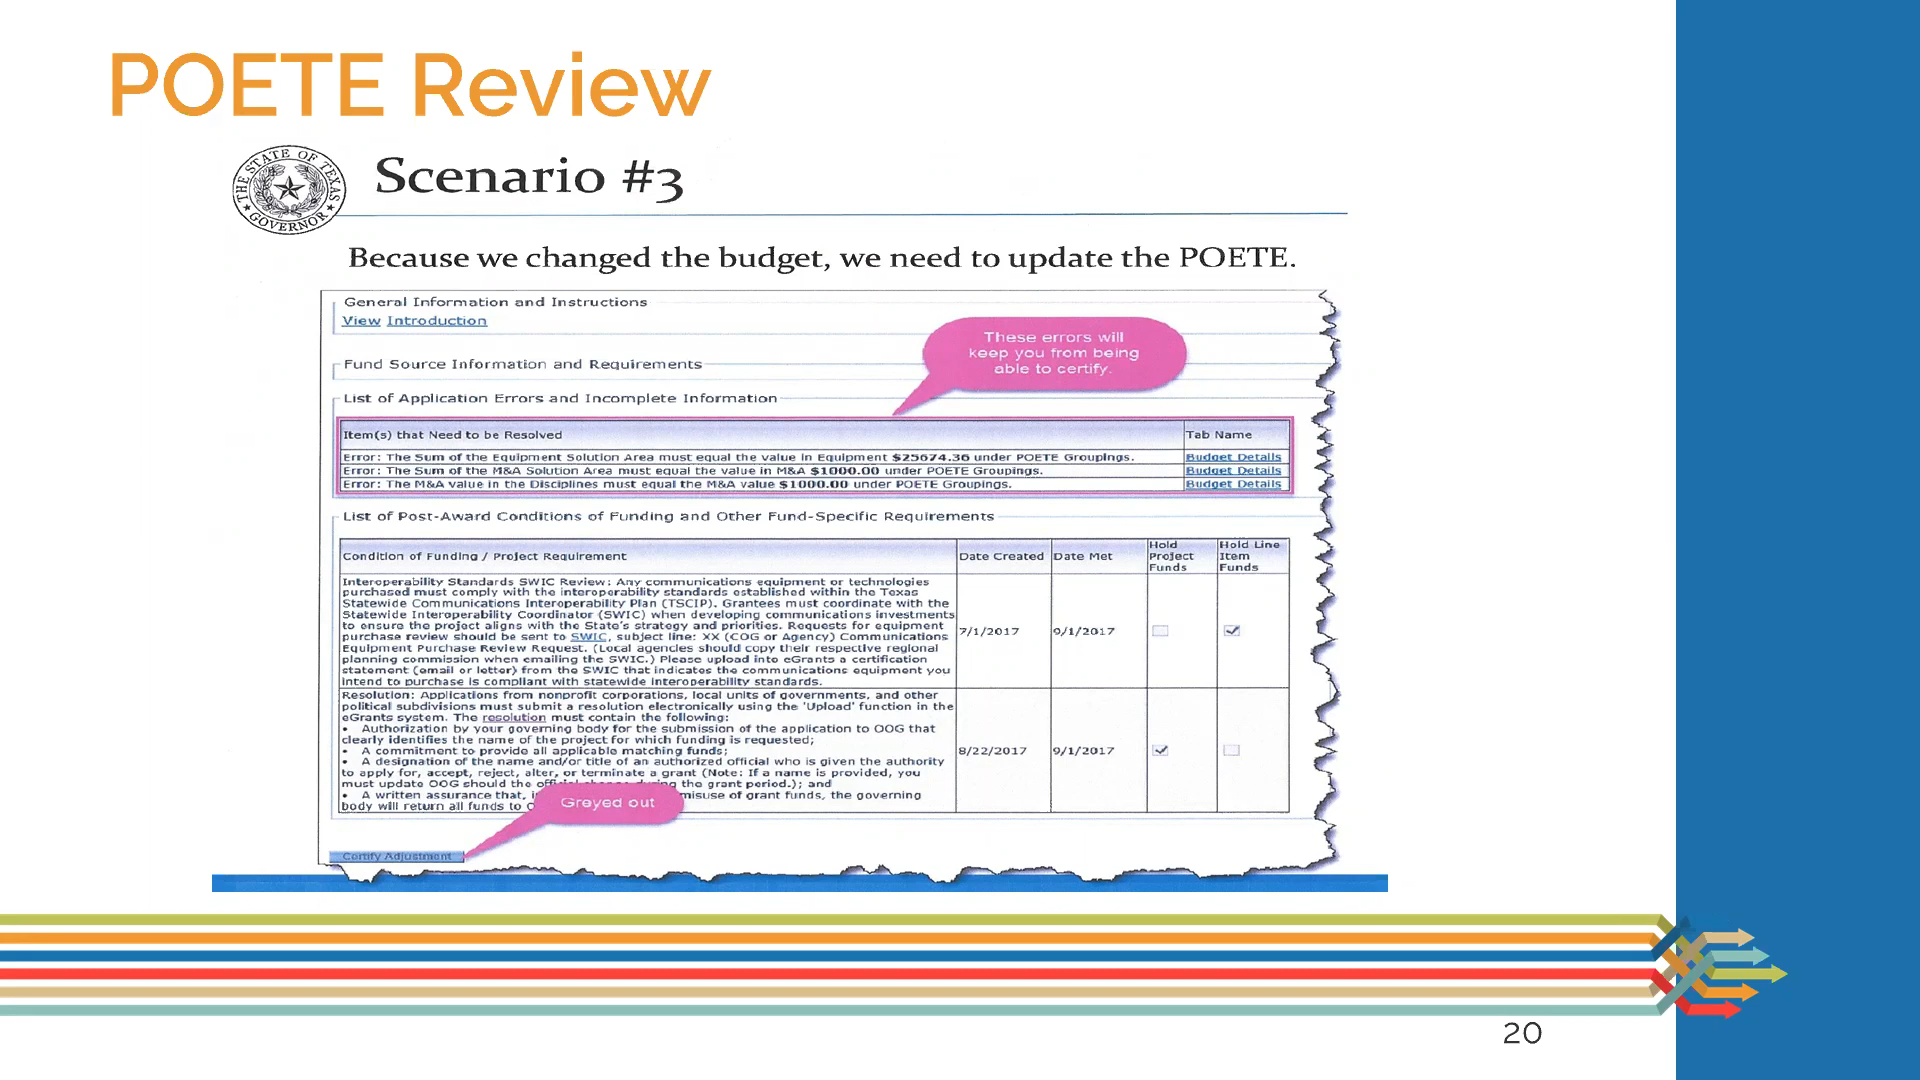 POETE Review
THE STATE OF TEXAS
GOVERNOR
Scenario #3
Because we changed the budget, we need to update the POETE.
General Information and Instructions
View Introduction
These errors will
keep you from being
able to certify.
Fund Source Information and Requirements
List of Application Errors and Incomplete Information
Item(s) that Need to be Resolved Tab Name
Error: The Sum of the Equipment Solution Area must equal the value in Equipment $25674.36 under POETE Groupings. Budget Details
Error: The Sum of the M&A Solution Area must equal the value in M&A $1000.00 under POETE Groupings. Budget Details
Error: The M&A value in the Disciplines must equal the M&A value $1000.00 under POETE Groupings. Budget Details
List of Post-Award Conditions of Funding and Other Fund-Specific Requirements
Condition of Funding / Project Requirement Date Created Date Met Hold Project Funds Hold Line Item Funds
Interoperability Standards SWIC Review: Any communications equipment or technologies
purchased must comply with the interoperability standards established within the Texas
Statewide Communications Interoperability Plan (TSCIP). Grantees must coordinate with the
Statewide Interoperability Coordinator (SWIC) when developing communications investments
to ensure the project aligns with the State's strategy and priorities. Requests for equipment
purchase review should be sent to SWIC, subject line: XX (COG or Agency) Communications
Equipment Purchase Review Request. (Local agencies should copy their respective regional
planning commission when emailing the SWIC.) Please upload into eGrants a certification
statement (email or letter) from the SWIC that indicates the communications equipment you
intend to purchase is compliant with statewide interoperability standards.
7/1/2017 9/1/2017
Resolution: Applications from nonprofit corporations, local units of governments, and other
political subdivisions must submit a resolution electronically using the 'Upload' function in the
eGrants system. The resolution must contain the following:
• Authorization by your governing body for the submission of the application to OOG that
clearly identifies the name of the project for which funding is requested;
• A commitment to provide all applicable matching funds;
• A designation of the name and/or title of an authorized official who is given the authority
to apply for, accept, reject, alter, or terminate a grant (Note: If a name is provided, you
must update OOG should the the grant period.); and
• A written assurance that, misuse of grant funds, the governing
body will return all funds to
8/22/2017 9/1/2017
Greyed out
Certify Adjustment
20